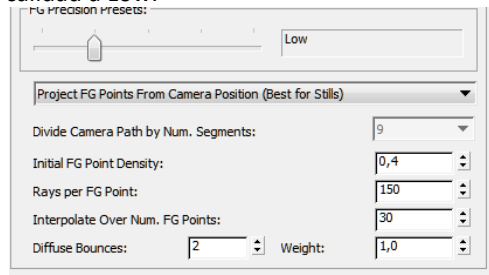 FG Precision Presets:
Low
Project FG Points From Camera Position (Best for Stills)
Divide Camera Path by Num. Segments: 9
Initial FG Point Density: 0,4
Rays per FG Point: 150
Interpolate Over Num. FG Points: 30
Diffuse Bounces: 2 Weight: 1,0